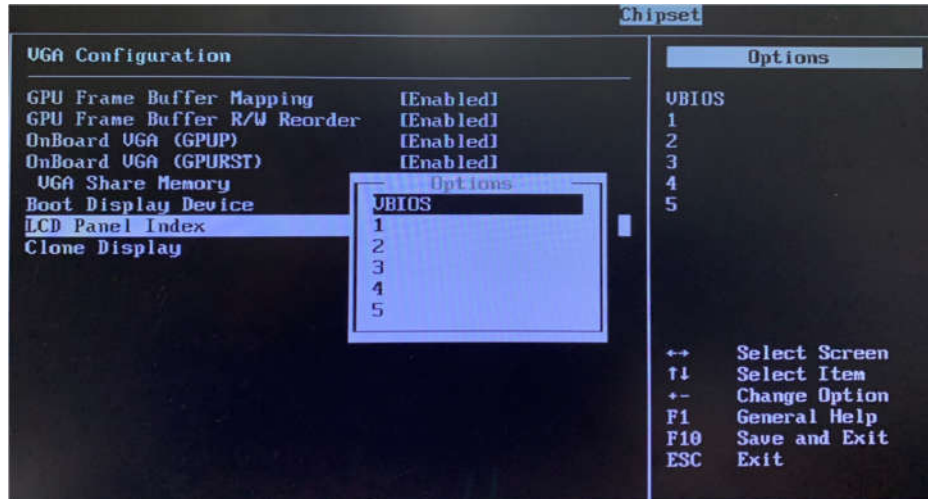 Chipset
VGA Configuration
GPU Frame Buffer Mapping [Enabled]
GPU Frame Buffer R/W Reorder [Enabled]
OnBoard VGA (GPUP) [Enabled]
OnBoard VGA (GPURST) [Enabled]
VGA Share Memory
Boot Display Device
LCD Panel Index
Clone Display
Options
VBIOS
1
2
3
4
5
Options
VBIOS
1
2
3
4
5
↔ Select Screen
↑↓ Select Item
+- Change Option
F1 General Help
F10 Save and Exit
ESC Exit